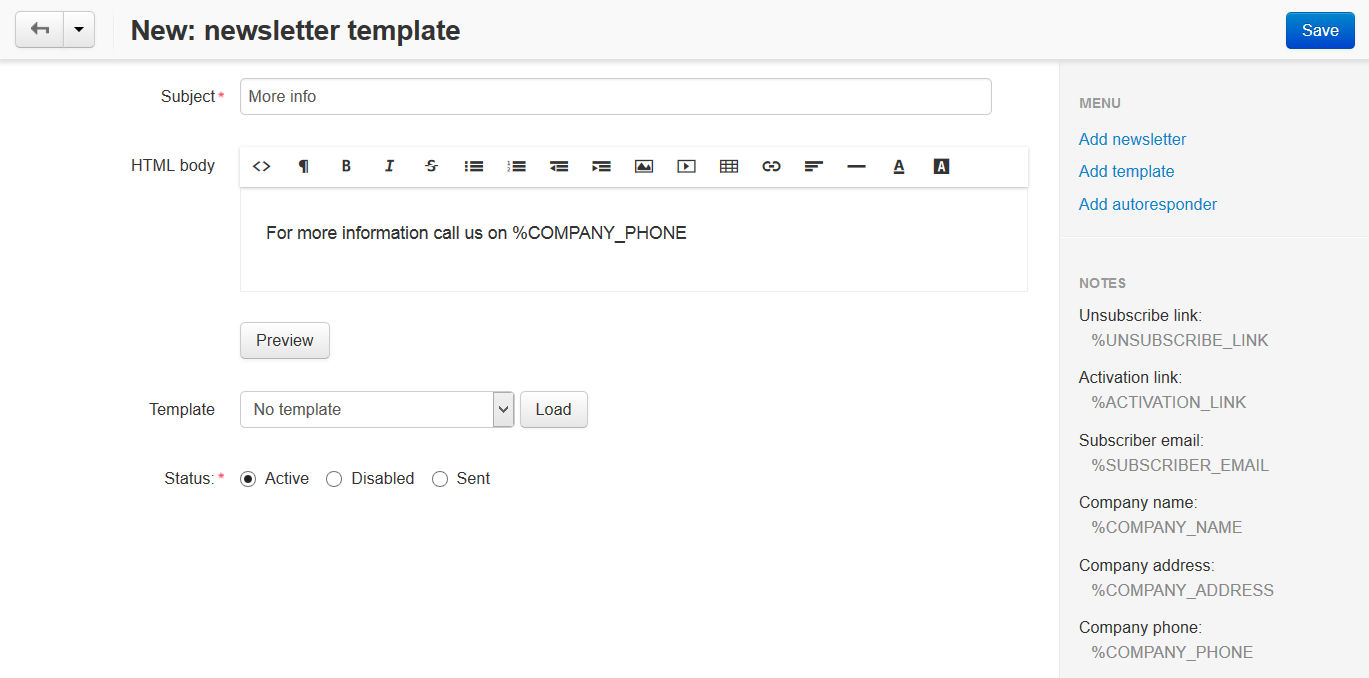 New: newsletter template
Save
Subject*
More info
HTML body
For more information call us on %COMPANY_PHONE
Preview
Template
No template
Load
Status: *
Active
Disabled
Sent
MENU
Add newsletter
Add template
Add autoresponder
NOTES
Unsubscribe link:
%UNSUBSCRIBE_LINK
Activation link:
%ACTIVATION_LINK
Subscriber email:
%SUBSCRIBER_EMAIL
Company name:
%COMPANY_NAME
Company address:
%COMPANY_ADDRESS
Company phone:
%COMPANY_PHONE